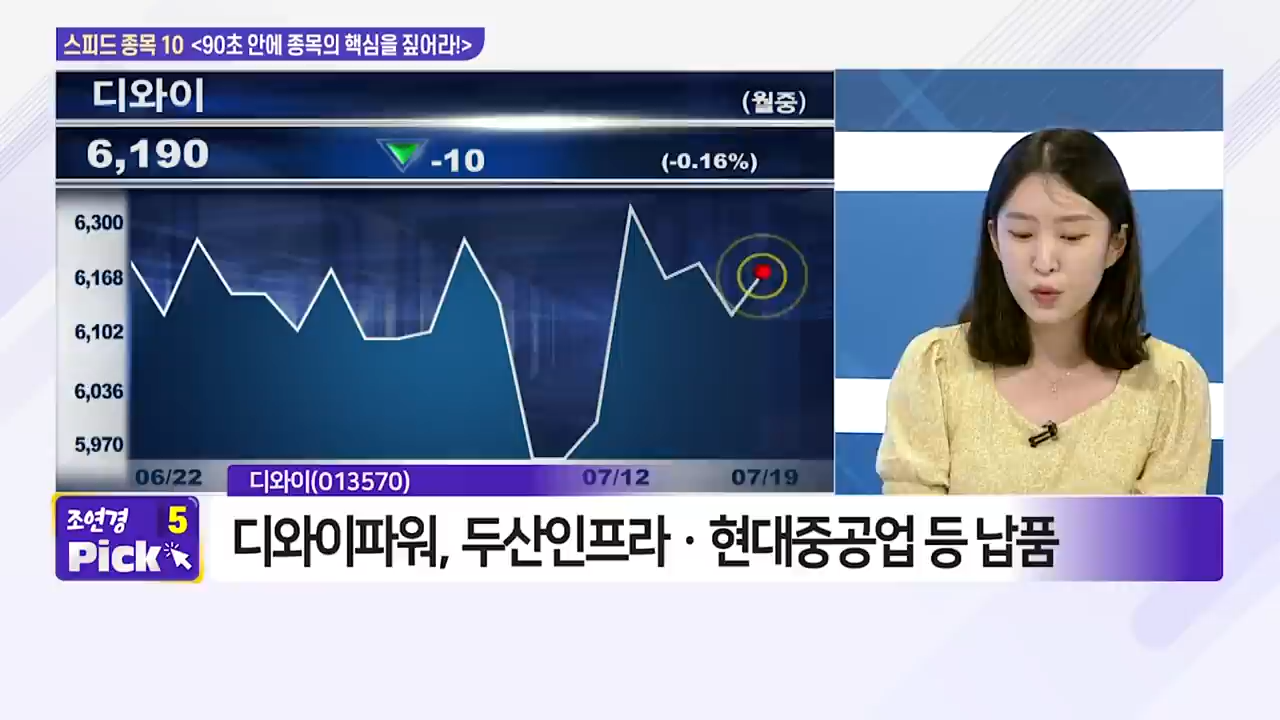 스피드 종목 10 <90초 안에 종목의 핵심을 짚어라!>
디와이
(월중)
6,190
-10
(-0.16%)
6,300
6,168
6,102
6,036
5,970
06/22
07/12
07/19
디와이(013570)
조연경 5
Pick
디와이파워, 두산인프라·현대중공업 등 납품